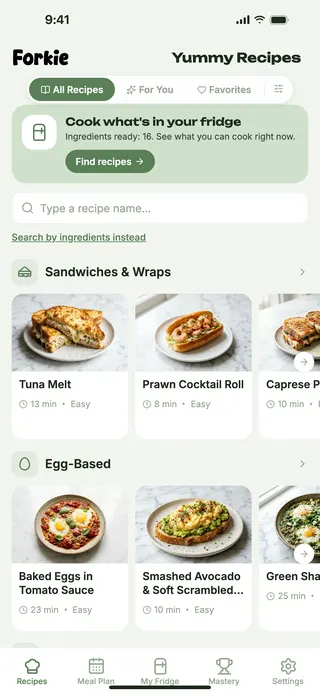 9:41
Forkie
Yummy Recipes
All Recipes
For You
Favorites
Cook what's in your fridge
Ingredients ready: 16. See what you can cook right now.
Find recipes →
Type a recipe name...
Search by ingredients instead
Sandwiches & Wraps
Tuna Melt
13 min • Easy
Prawn Cocktail Roll
8 min • Easy
Caprese P
10 min •
Egg-Based
Baked Eggs in
Tomato Sauce
23 min • Easy
Smashed Avocado
& Soft Scrambled...
10 min • Easy
Green Sha
25 min •
Recipes
Meal Plan
My Fridge
Mastery
Settings